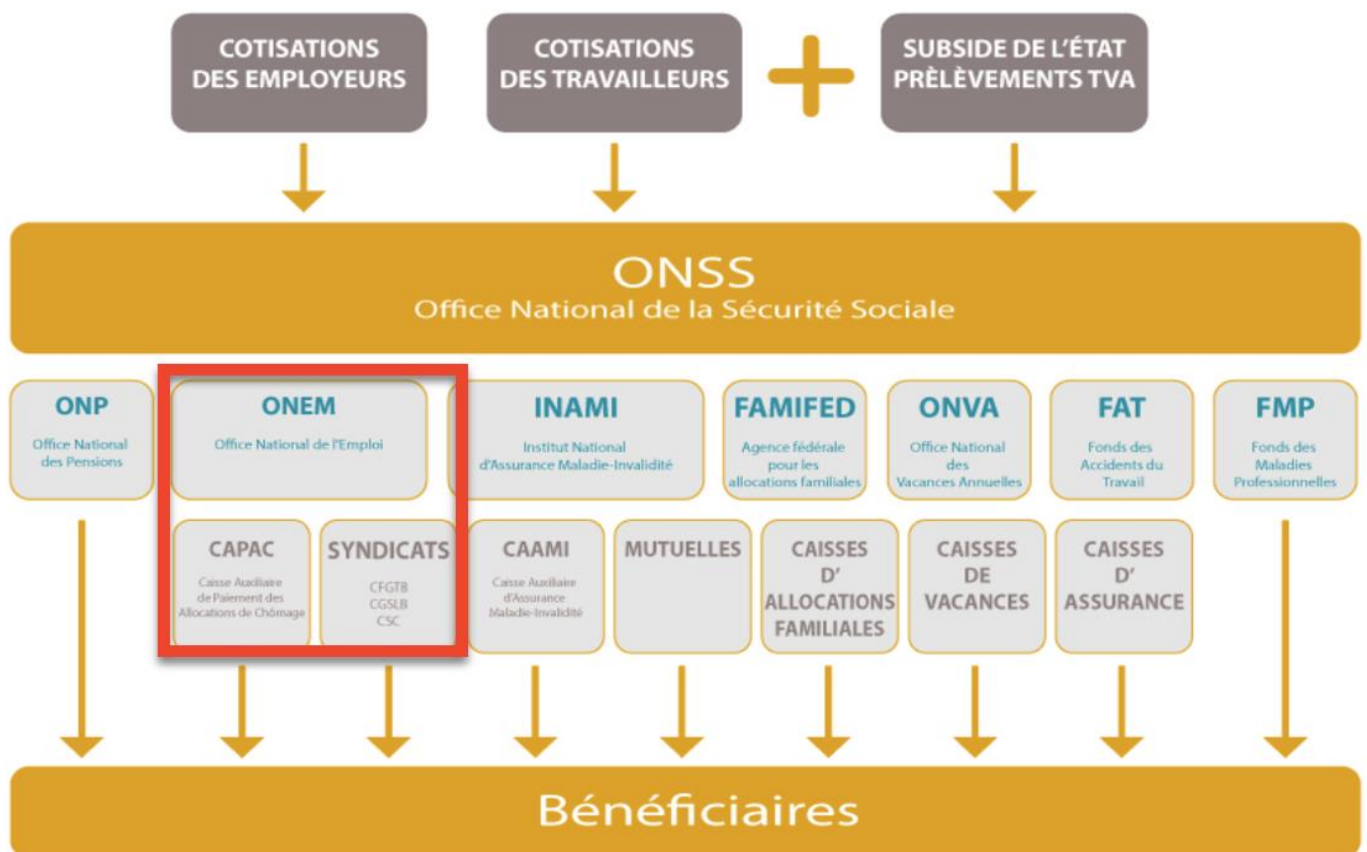 COTISATIONS
DES EMPLOYEURS
COTISATIONS
DES TRAVAILLEURS
SUBSIDE DE L'ÉTAT
PRÈLÈVEMENTS TVA
ONSS
Office National de la Sécurité Sociale
ONP
Office National
des Pensions
ONEM
Office National de l'Emploi
INAMI
Institut National
d'Assurance Maladie-Invalidité
FAMIFED
Agence fédérale
pour les
allocations familiales
ONVA
Office National
des
Vacances Annuelles
FAT
Fonds des
Accidents du
Travail
FMP
Fonds des
Maladies
Professionnelles
CAPAC
Caisse Auxiliaire
de Paiement des
Allocations de Chômage
SYNDICATS
CFGTB
CGSLB
CSC
CAAMI
Caisse Auxiliaire
d'Assurance
Maladie-Invalidité
MUTUELLES
CAISSES
D'
ALLOCATIONS
FAMILIALES
CAISSES
DE
VACANCES
CAISSES
D'
ASSURANCE
Bénéficiaires